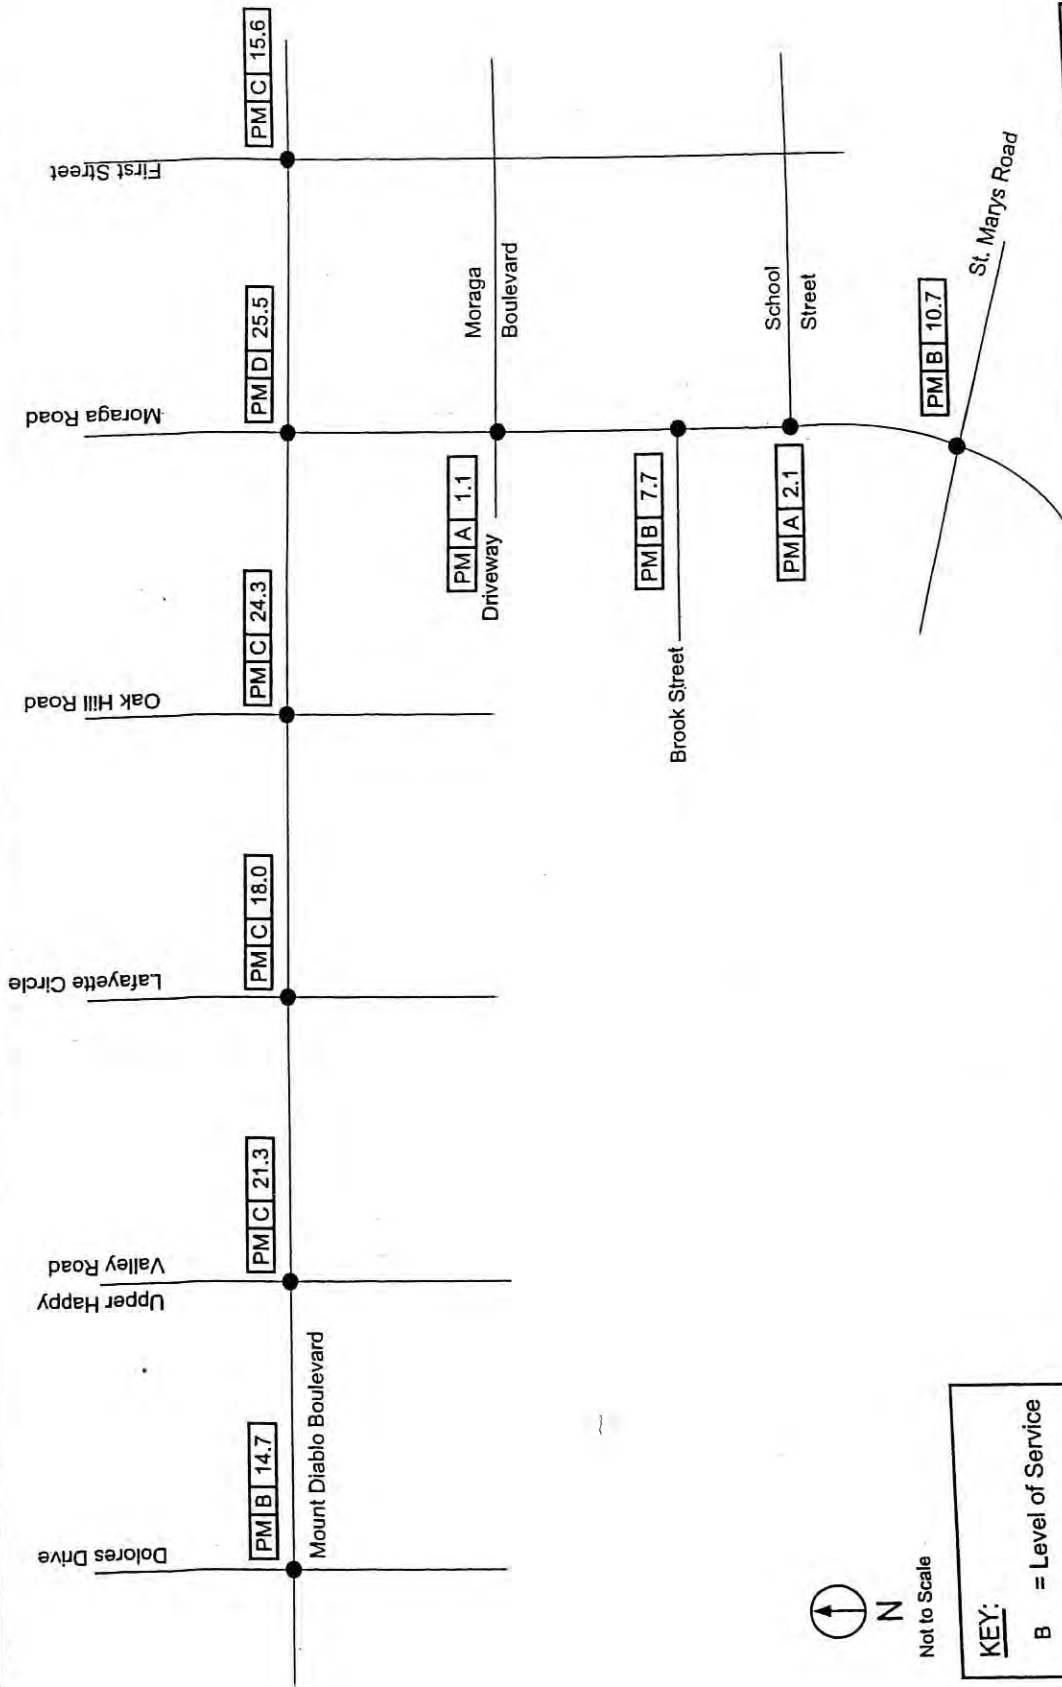 Dolores Drive
Upper Happy
Valley Road
Lafayette Circle
Oak Hill Road
Moraga Road
First Street
PM B 14.7
PM C 21.3
PM C 18.0
PM C 24.3
PM D 25.5
PM C 15.6
Mount Diablo Boulevard
PM A 1.1
Driveway
Moraga
Boulevard
PM B 7.7
Brook Street
PM A 2.1
School
Street
PM B 10.7
St. Marys Road
N
Not to Scale
KEY:
B = Level of Service